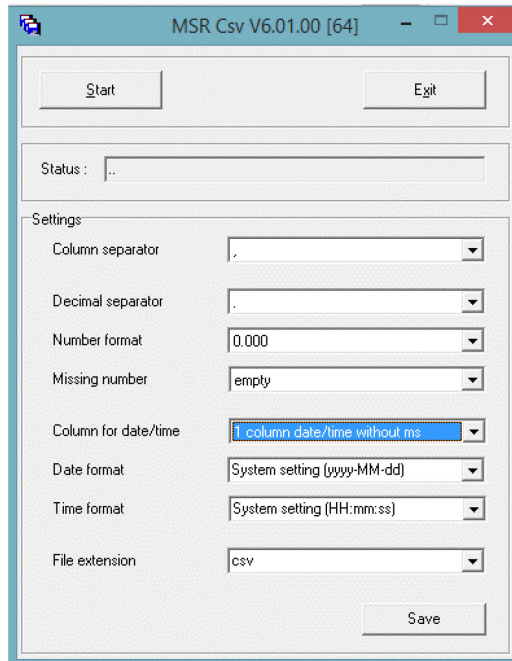 MSR Csv V6.01.00 [64]
Start Exit
Status : ..
Settings
Column separator ,
Decimal separator .
Number format 0.000
Missing number empty
Column for date/time 1 column date/time without ms
Date format System setting (yyyy-MM-dd)
Time format System setting (HH:mm:ss)
File extension csv
Save